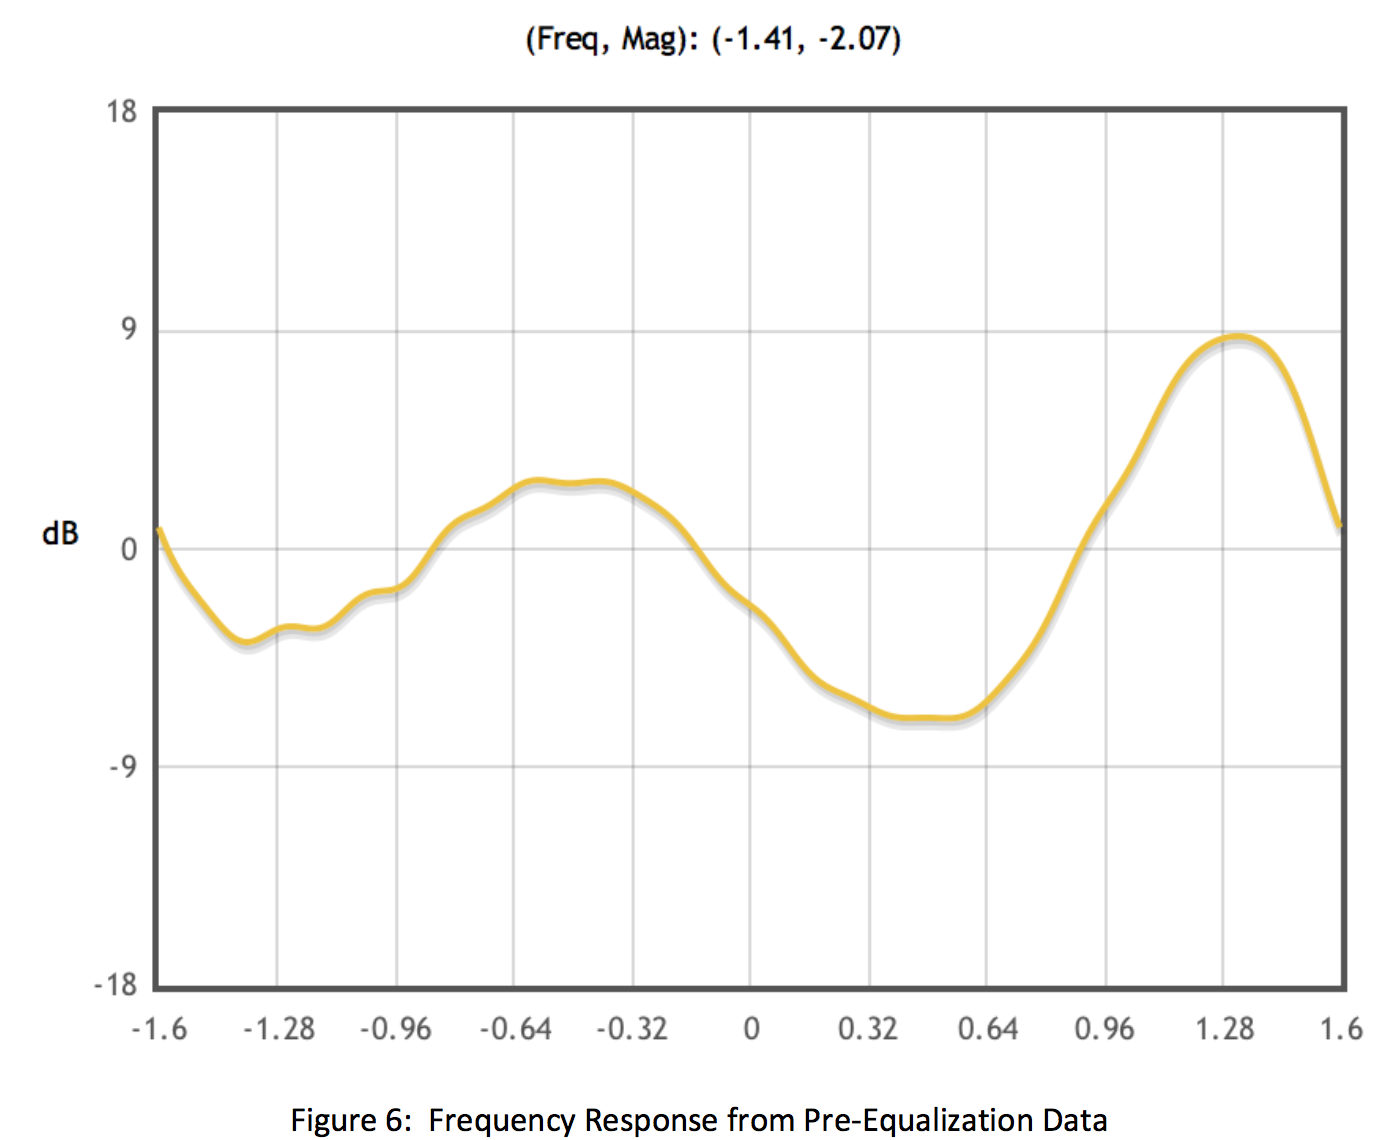 (Freq, Mag): (-1.41, -2.07)
18
9
dB
0
-9
-18
-1.6 -1.28 -0.96 -0.64 -0.32 0 0.32 0.64 0.96 1.28 1.6
Figure 6:  Frequency Response from Pre-Equalization Data